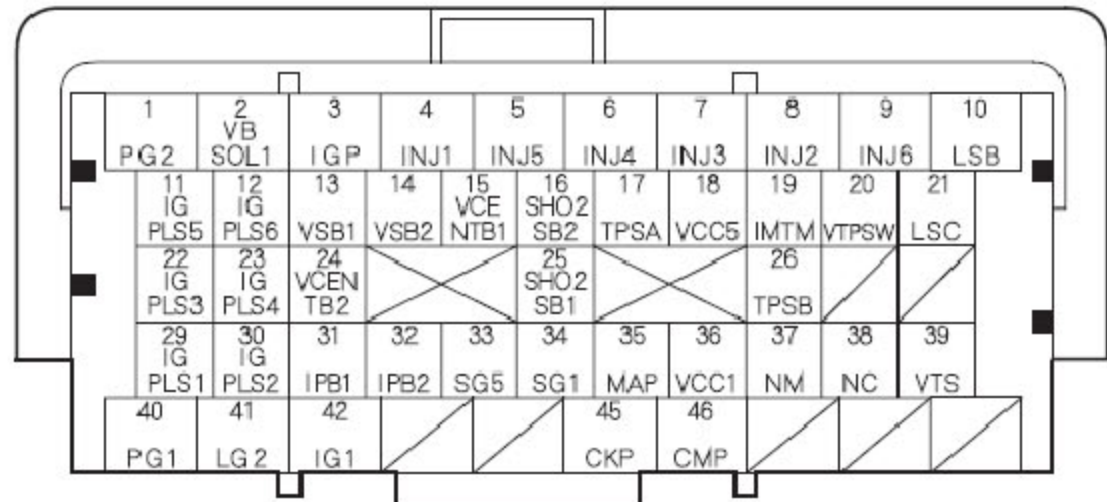 1 2 3 4 5 6 7 8 9 10
VB
PG2 SOL1 IGP INJ1 INJ5 INJ4 INJ3 INJ2 INJ6 LSB
11 12 13 14 15 16 17 18 19 20 21
IG IG VCE SHO2
PLS5 PLS6 VSB1 VSB2 NTB1 SB2 TPSA VCC5 IMTM VTPSW LSC
22 23 24 25 26
IG IG VCEN SHO2
PLS3 PLS4 TB2 SB1 TPSB
29 30 31 32 33 34 35 36 37 38 39
IG IG
PLS1 PLS2 IPB1 IPB2 SG5 SG1 MAP VCC1 NM NC VTS
40 41 42 45 46
PG1 LG2 IG1 CKP CMP